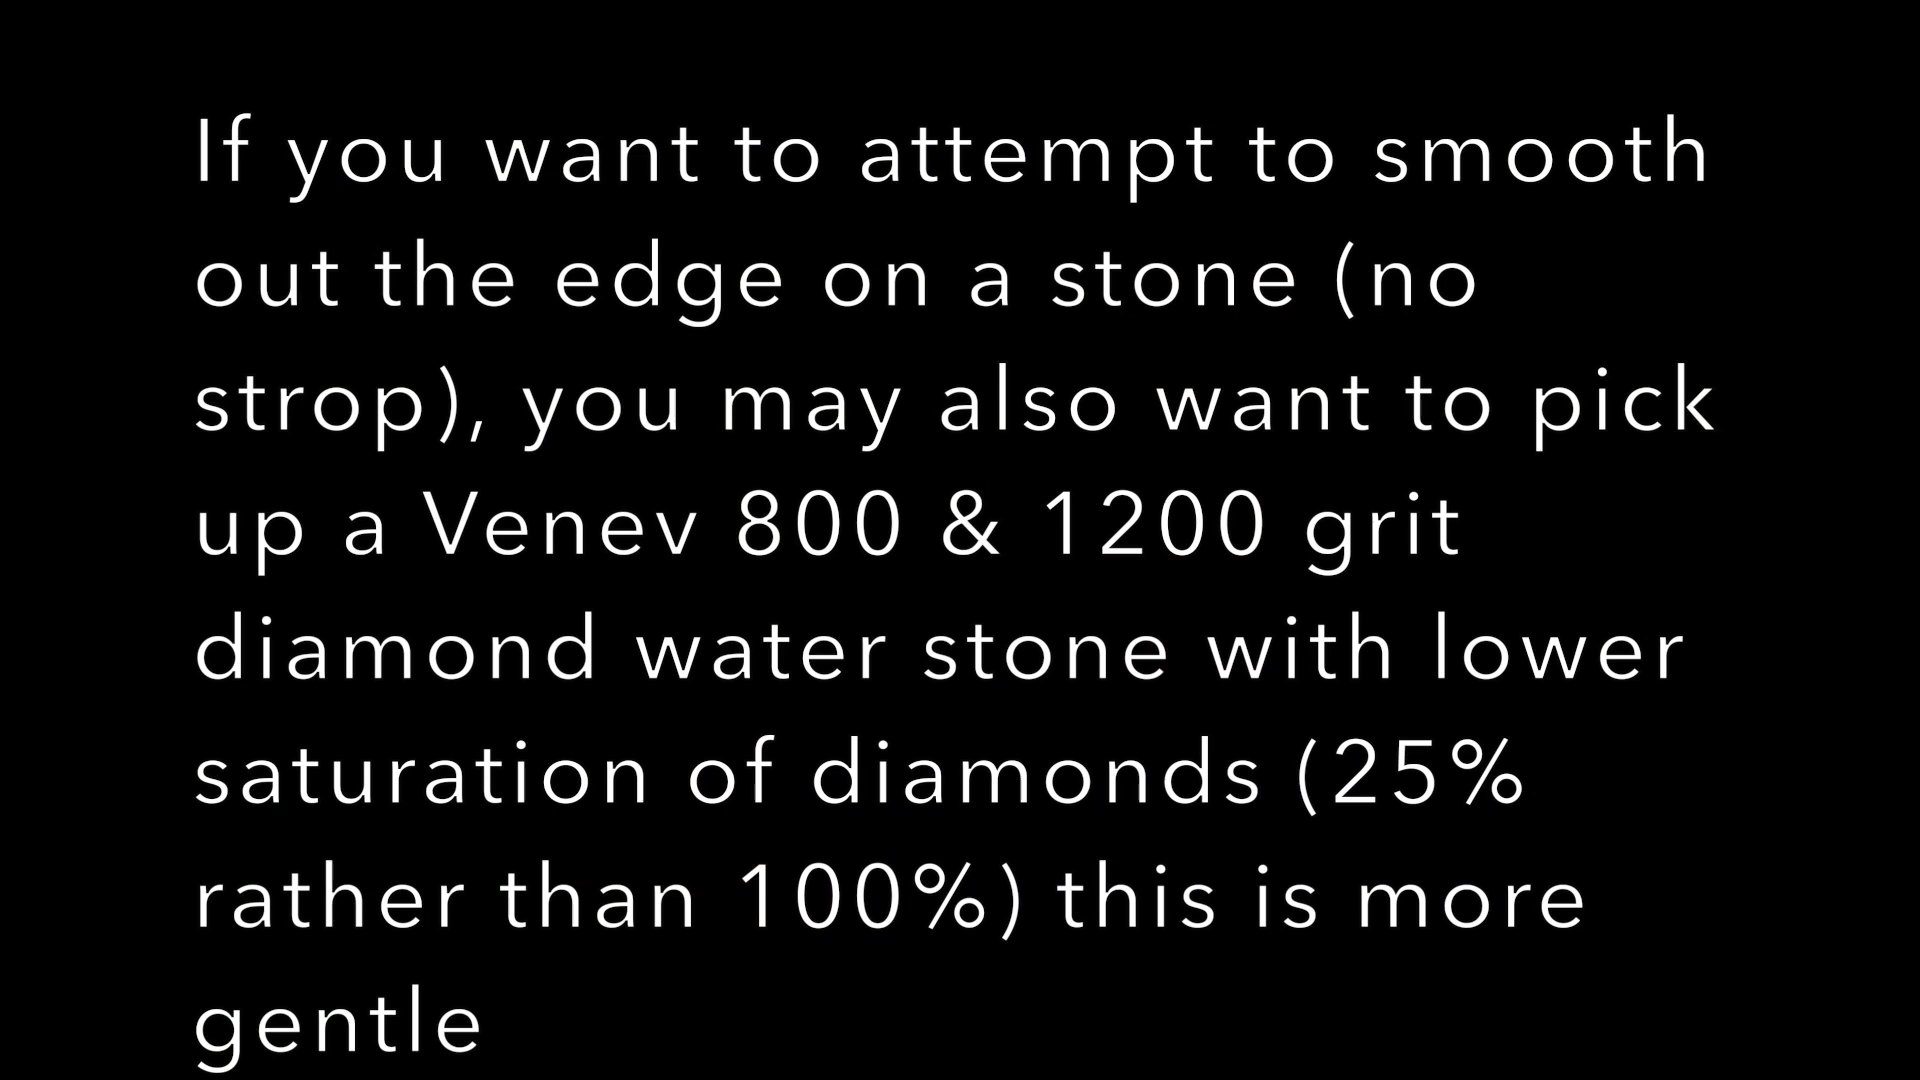 If you want to attempt to smooth
out the edge on a stone (no
strop), you may also want to pick
up a Venev 800 & 1200 grit
diamond water stone with lower
saturation of diamonds (25%
rather than 100%) this is more
gentle